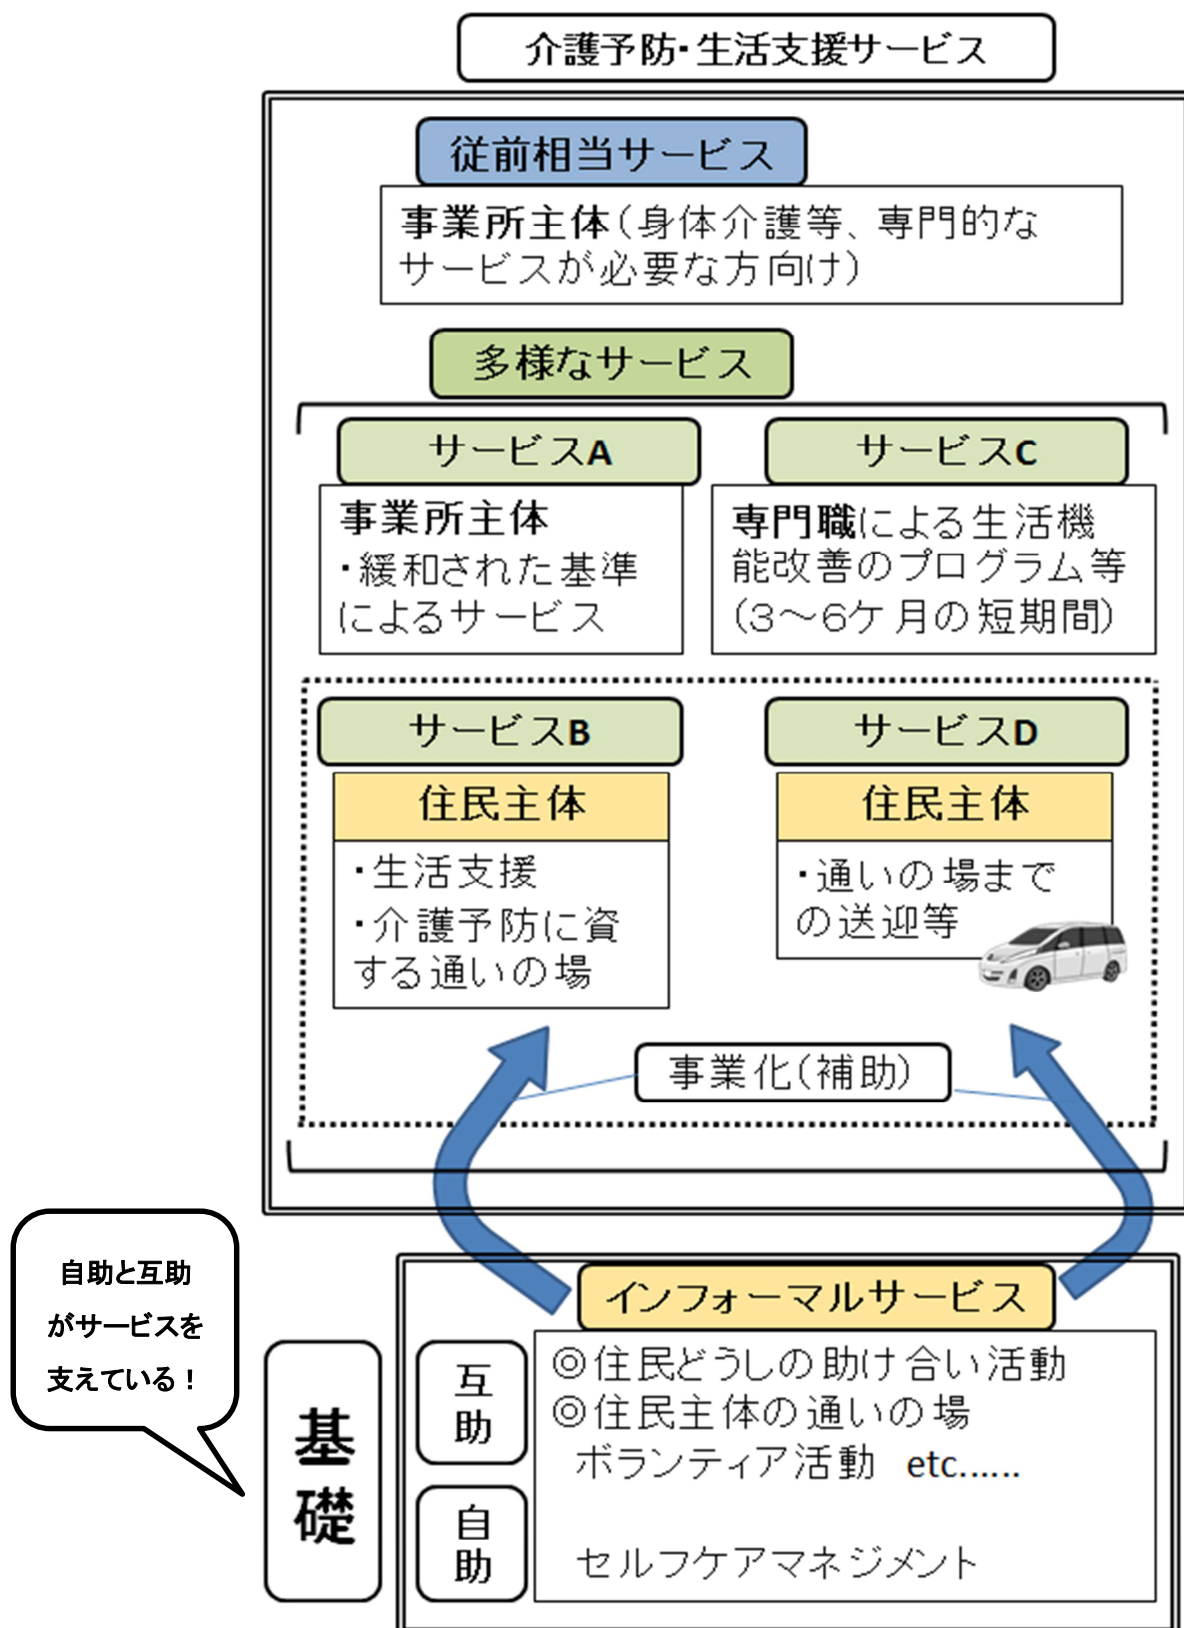 介護予防・生活支援サービス
従前相当サービス
事業所主体(身体介護等、専門的な
サービスが必要な方向け)
多様なサービス
サービスA
事業所主体
・緩和された基準
によるサービス
サービスC
専門職による生活機
能改善のプログラム等
(3～6ケ月の短期間)
サービスB
住民主体
・生活支援
・介護予防に資
する通いの場
サービスD
住民主体
・通いの場まで
の送迎等
事業化(補助)
自助と互助
がサービスを
支えている！
基礎
インフォーマルサービス
互助
◎住民どうしの助け合い活動
◎住民主体の通いの場
ボランティア活動 etc......
自助
セルフケアマネジメント